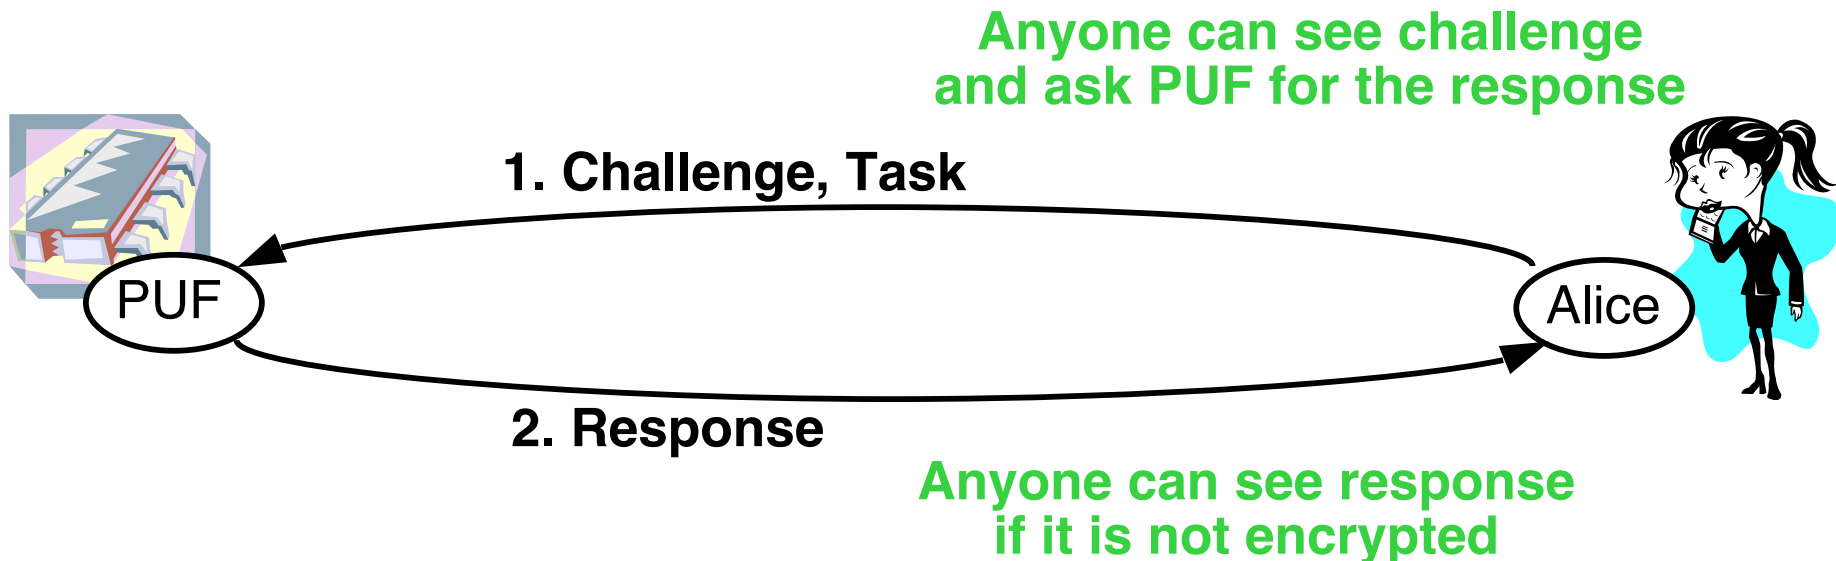 Anyone can see challenge
and ask PUF for the response
1. Challenge, Task
PUF
Alice
2. Response
Anyone can see response
if it is not encrypted